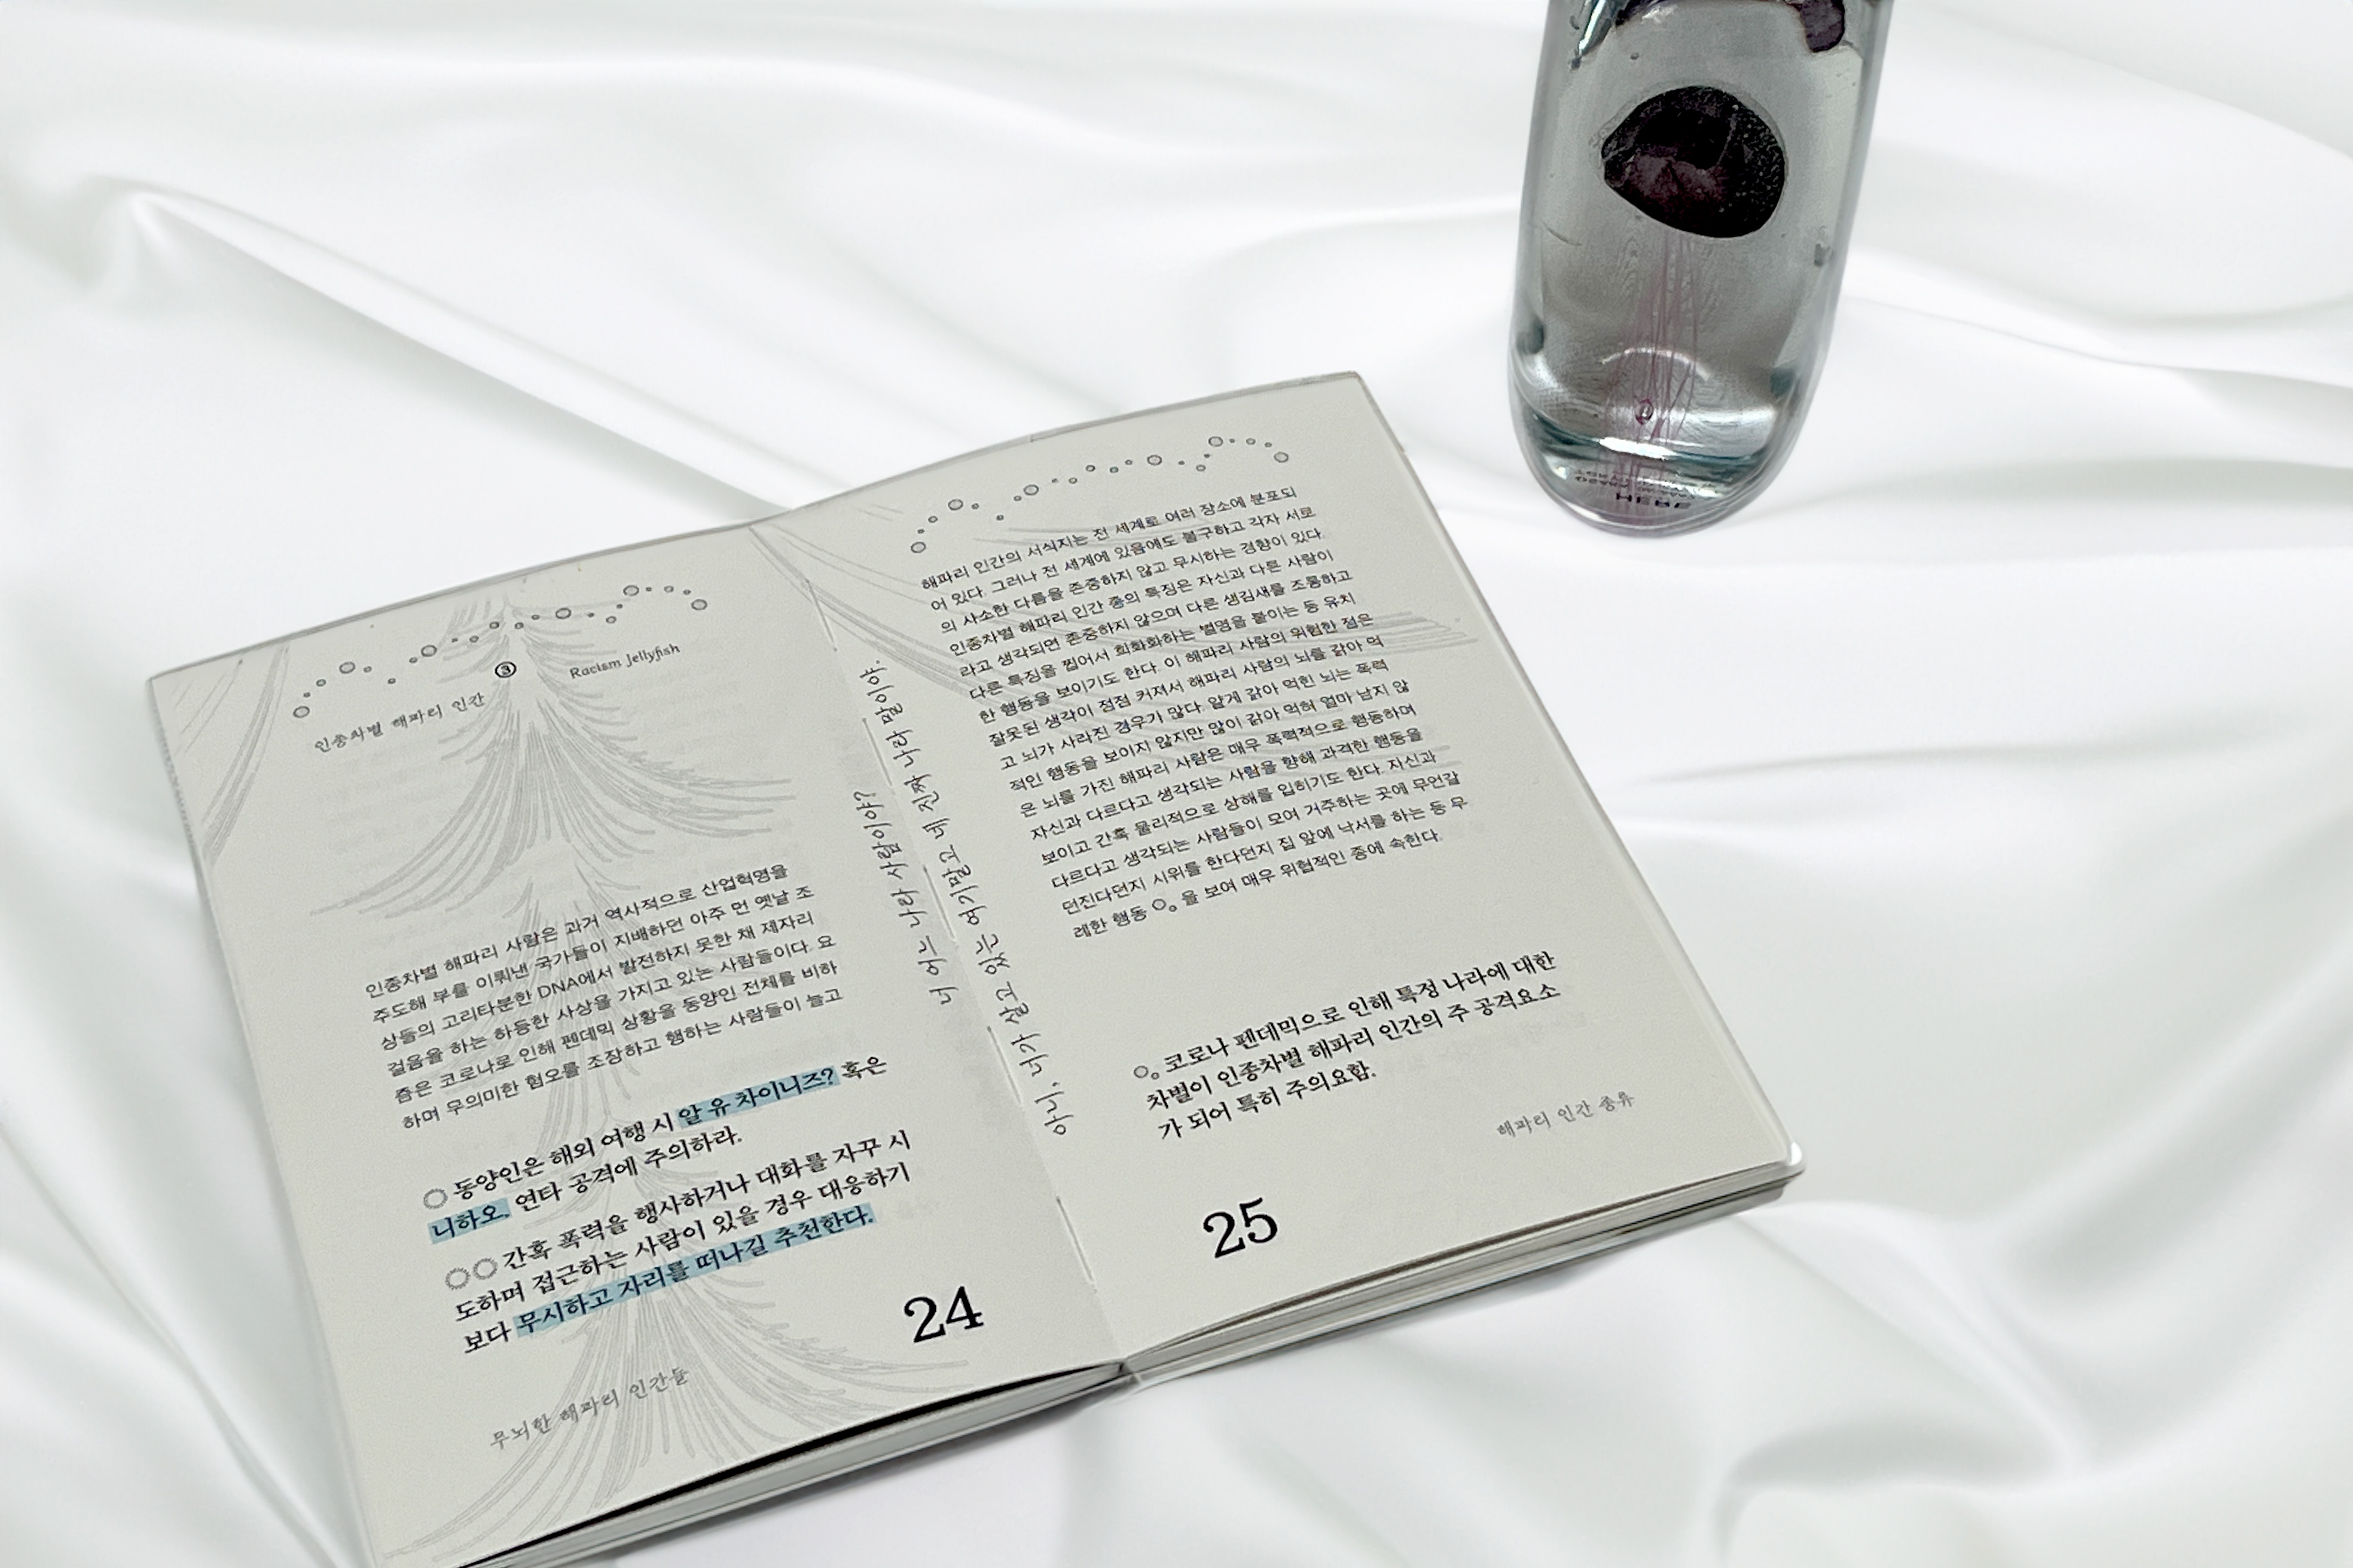 ③
Racism Jellyfish
인종차별 해파리 인간
인종차별 해파리 사람은 과거 역사적으로 산업혁명을
주도해 부를 이뤄낸 국가들이 지배하던 아주 먼 옛날 조
상들의 고리타분한 DNA에서 발전하지 못한 채 제자리
걸음을 하는 하등한 사상을 가지고 있는 사람들이다. 요
즘은 코로나로 인해 펜데믹 상황을 동양인 전체를 비하
하며 무의미한 혐오를 조장하고 행하는 사람들이 늘고
동양인은 해외 여행 시 알 유 차이니즈? 혹은
니하오. 연타 공격에 주의하라.
간혹 폭력을 행사하거나 대화를 자꾸 시
도하며 접근하는 사람이 있을 경우 대응하기
보다 무시하고 자리를 떠나길 추천한다.
무뇌한 해파리 인간들
24
너 어느 나라 사람이야?
아니, 너가 살고 있는 여기말고 네 진짜 나라 말이야.
해파리 인간의 서식지는 전 세계로 여러 장소에 분포되
어 있다. 그러나 전 세계에 있음에도 불구하고 각자 서로
의 사소한 다름을 존중하지 않고 무시하는 경향이 있다.
인종차별 해파리 인간 종의 특징은 자신과 다른 사람이
라고 생각되면 존중하지 않으며 다른 생김새를 조롱하고
다른 특징을 찝어서 희화화하는 별명을 붙이는 등 유치
한 행동을 보이기도 한다. 이 해파리 사람의 위험한 점은
잘못된 생각이 점점 커져서 해파리 사람의 뇌를 갉아 먹
고 뇌가 사라진 경우가 많다. 얇게 갉아 먹힌 뇌는 폭력
적인 행동을 보이지 않지만 많이 갉아 먹혀 얼마 남지 않
은 뇌를 가진 해파리 사람은 매우 폭력적으로 행동하며
자신과 다르다고 생각되는 사람을 향해 과격한 행동을
보이고 간혹 물리적으로 상해를 입히기도 한다. 자신과
다르다고 생각되는 사람들이 모여 거주하는 곳에 무언갈
던진다던지 시위를 한다던지 집 앞에 낙서를 하는 등 무
례한 행동 을 보여 매우 위협적인 종에 속한다.
코로나 펜데믹으로 인해 특정 나라에 대한
차별이 인종차별 해파리 인간의 주 공격요소
가 되어 특히 주의요함.
해파리 인간 종류
25